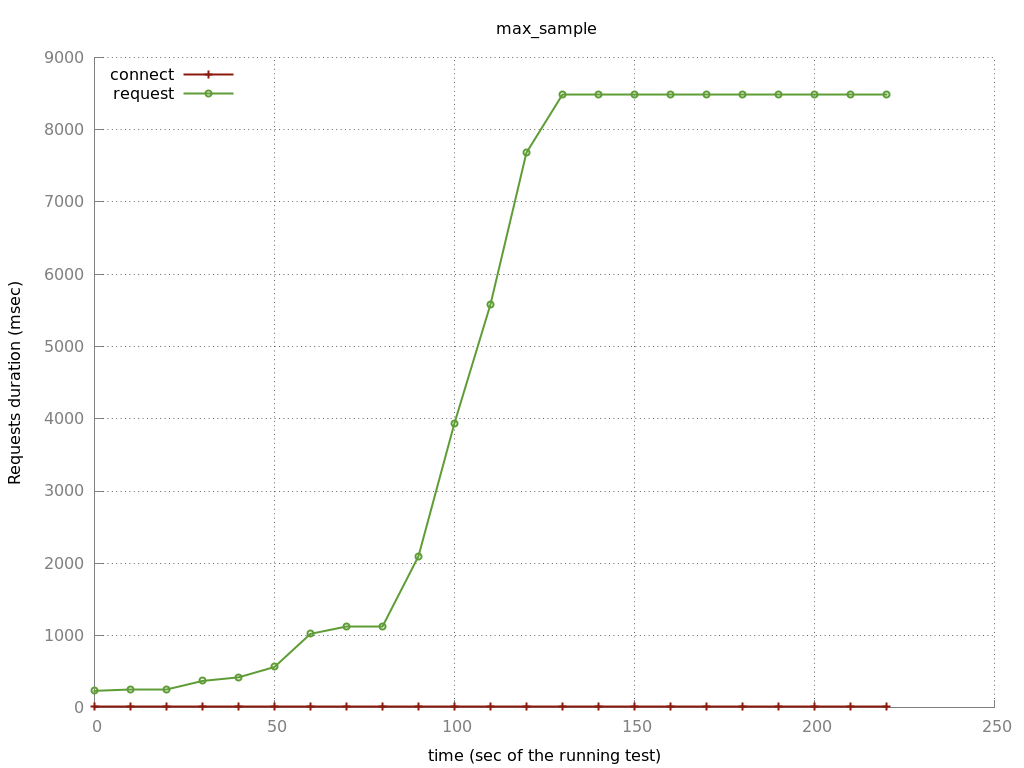 max_sample
connect
request
9000
8000
7000
6000
5000
4000
3000
2000
1000
0
0 50 100 150 200 250
Requests duration (msec)
time (sec of the running test)